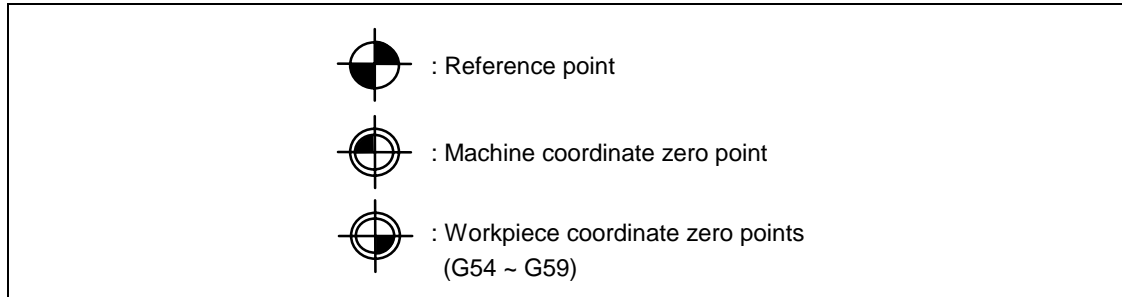 : Reference point
: Machine coordinate zero point
: Workpiece coordinate zero points
(G54 ~ G59)